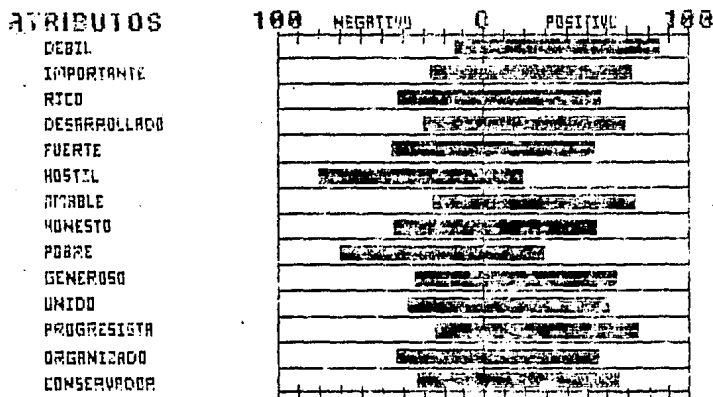 ATRIBUTOS 100 NEGATIVO 0 POSITIVO 100
DEBIL
IMPORTANTE
RICO
DESARROLLADO
FUERTE
HOSTIL
AMABLE
HONESTO
POBRE
GENEROSO
UNIDO
PROGRESISTA
ORGANIZADO
CONSERVADOR